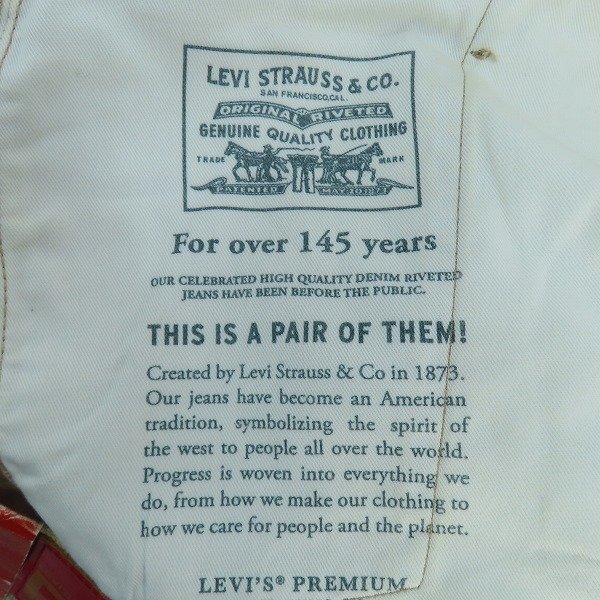 LEVI STRAUSS & CO.
SAN FRANCISCO, CAL.
ORIGINAL RIVETED
GENUINE QUALITY CLOTHING
TRADE MARK
PATENTED MAY 20 1873
For over 145 years
OUR CELEBRATED HIGH QUALITY DENIM RIVETED
JEANS HAVE BEEN BEFORE THE PUBLIC.
THIS IS A PAIR OF THEM!
Created by Levi Strauss & Co in 1873.
Our jeans have become an American
tradition, symbolizing the spirit of
the west to people all over the world.
Progress is woven into everything we
do, from how we make our clothing to
how we care for people and the planet.
LEVI'S® PREMIUM